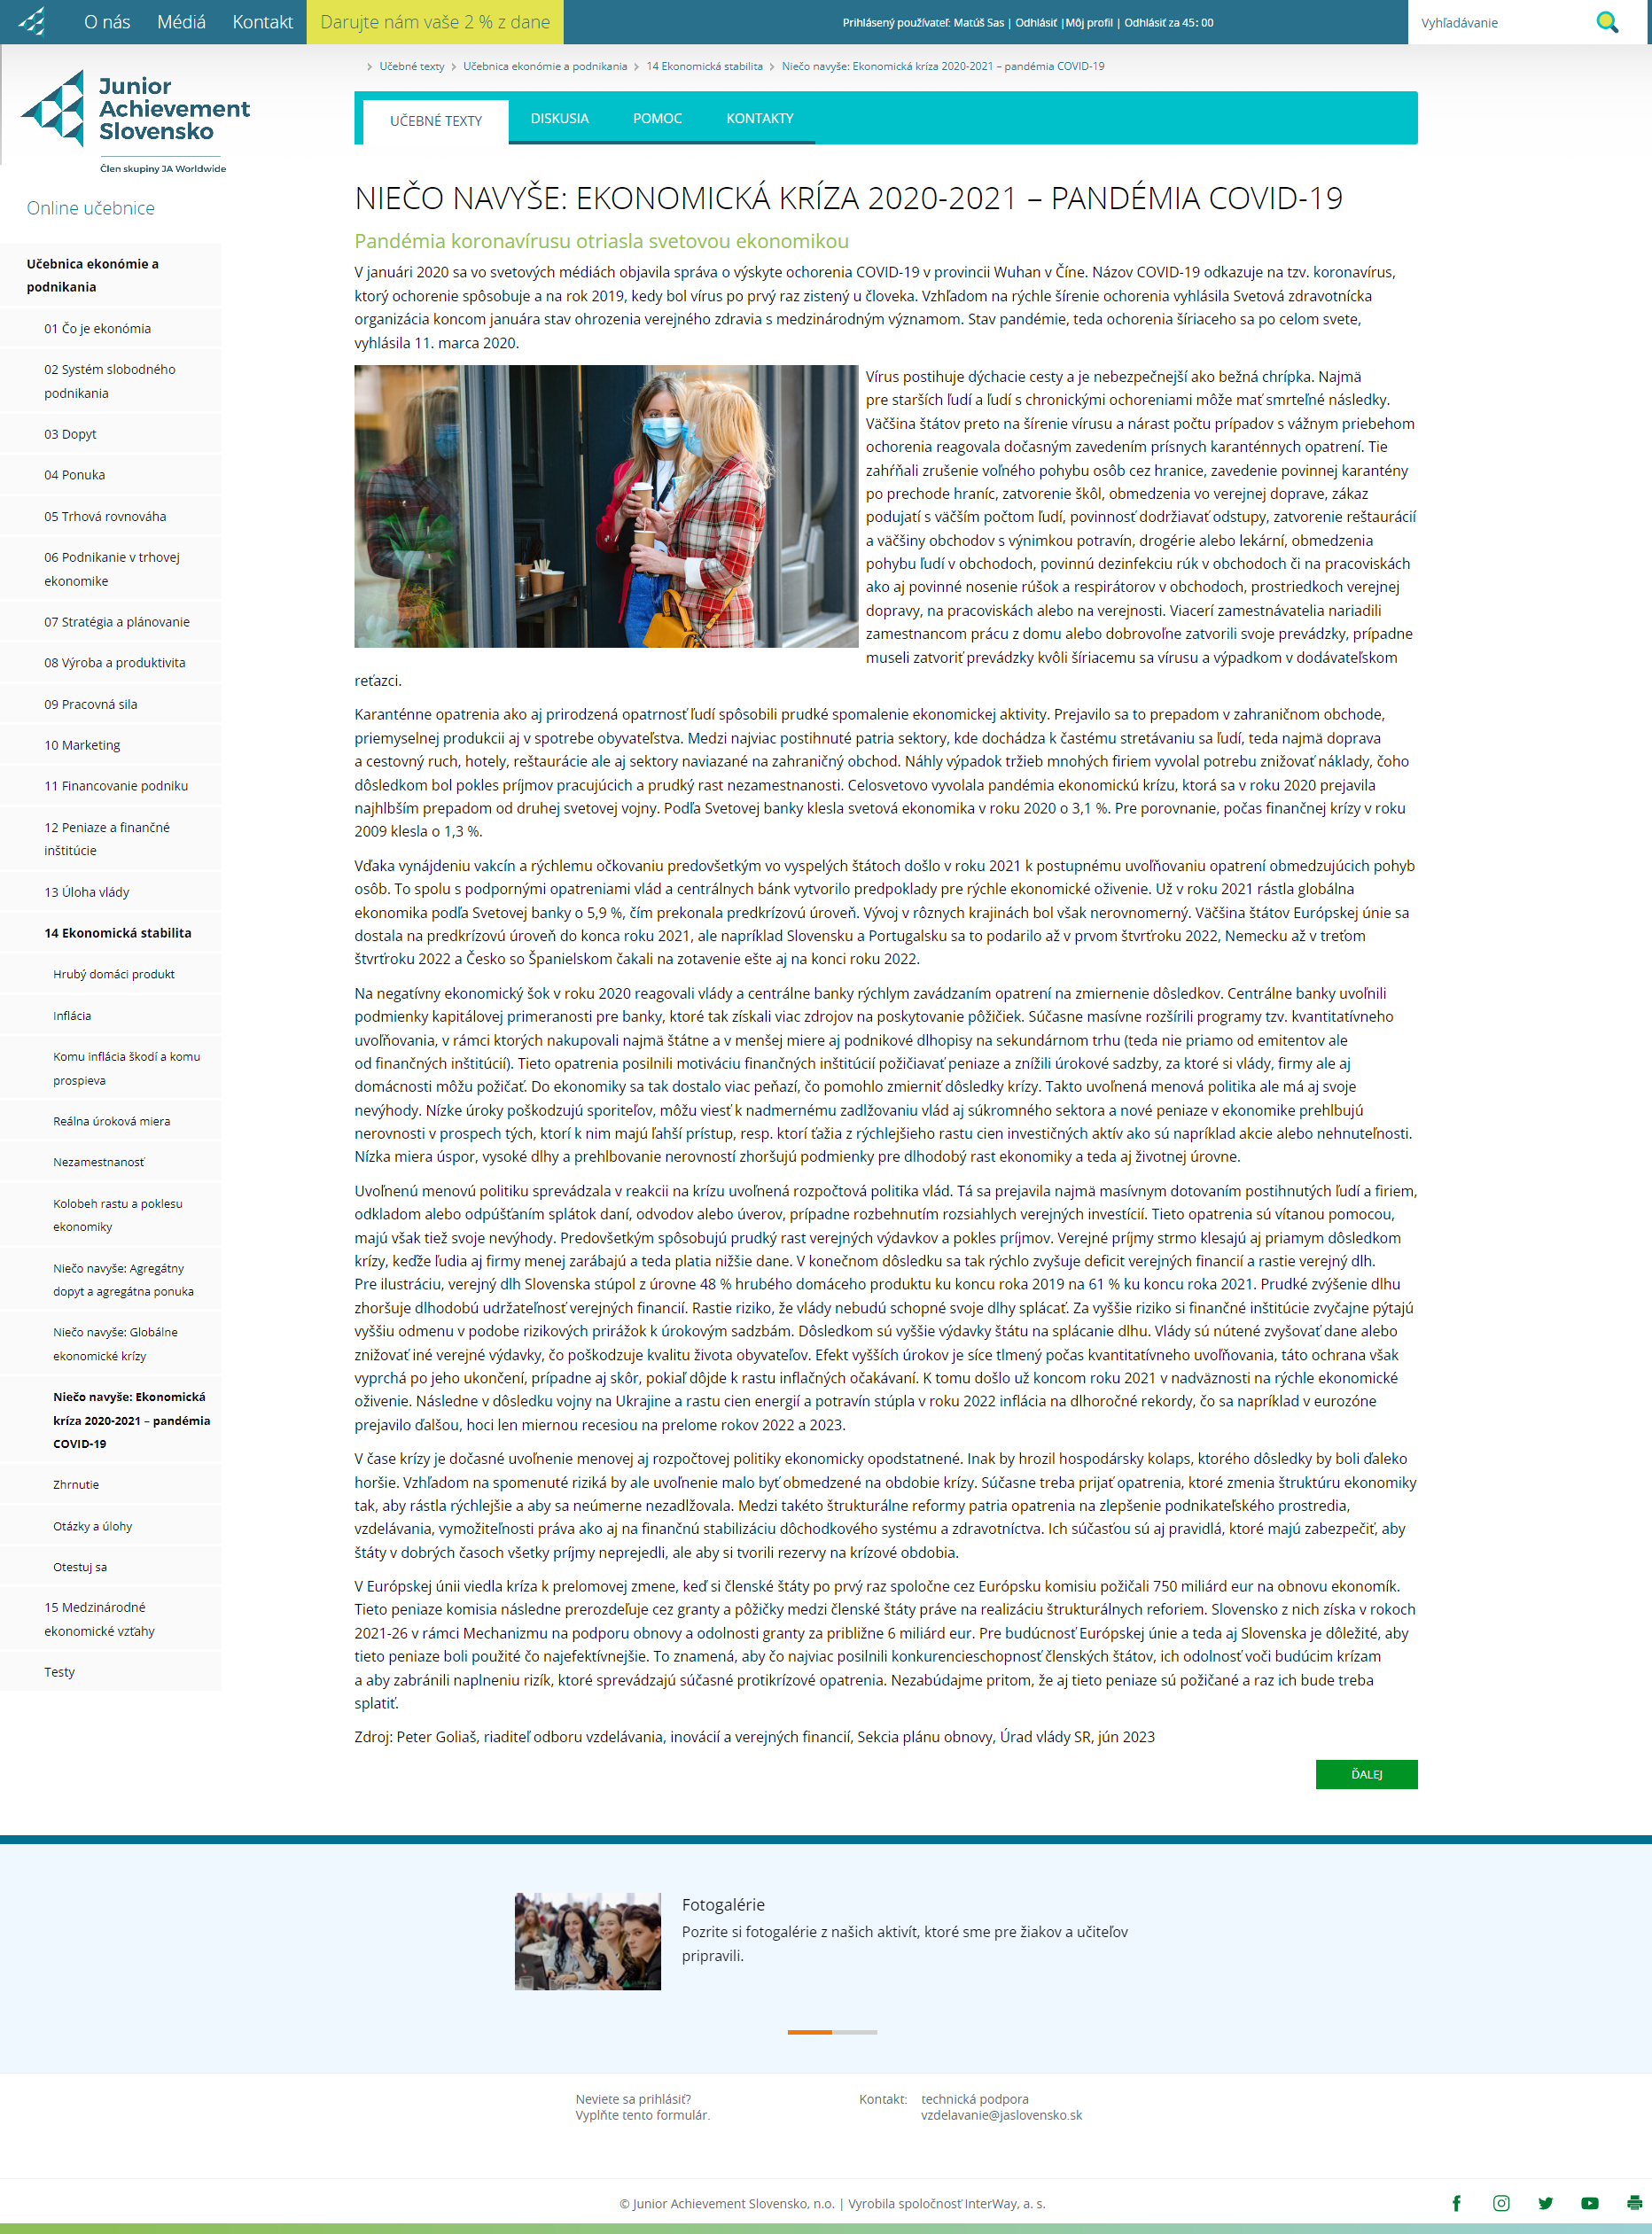 O nás Médiá Kontakt Darujte nám vaše 2 % z dane Prihlásený používateľ: Matúš Sas | Odhlásiť |Môj profil | Odhlásiť za 45: 00 Vyhľadávanie
Junior
Achievement
Slovensko
Člen skupiny JA Worldwide
Online učebnice
Učebnica ekonómie a
podnikania
01 Čo je ekonómia
02 Systém slobodného
podnikania
03 Dopyt
04 Ponuka
05 Trhová rovnováha
06 Podnikanie v trhovej
ekonomike
07 Stratégia a plánovanie
08 Výroba a produktivita
09 Pracovná sila
10 Marketing
11 Financovanie podniku
12 Peniaze a finančné
inštitúcie
13 Úloha vlády
14 Ekonomická stabilita
Hrubý domáci produkt
Inflácia
Komu inflácia škodí a komu
prospieva
Reálna úroková miera
Nezamestnanosť
Kolobeh rastu a poklesu
ekonomiky
Niečo navyše: Agregátny
dopyt a agregátna ponuka
Niečo navyše: Globálne
ekonomické krízy
Niečo navyše: Ekonomická
kríza 2020-2021 – pandémia
COVID-19
Zhrnutie
Otázky a úlohy
Otestuj sa
15 Medzinárodné
ekonomické vzťahy
Testy
› Učebné texty › Učebnica ekonómie a podnikania › 14 Ekonomická stabilita › Niečo navyše: Ekonomická kríza 2020-2021 – pandémia COVID-19
UČEBNÉ TEXTY DISKUSIA POMOC KONTAKTY
NIEČO NAVYŠE: EKONOMICKÁ KRÍZA 2020-2021 – PANDÉMIA COVID-19
Pandémia koronavírusu otriasla svetovou ekonomikou
V januári 2020 sa vo svetových médiách objavila správa o výskyte ochorenia COVID-19 v provincii Wuhan v Číne. Názov COVID-19 odkazuje na tzv. koronavírus,
ktorý ochorenie spôsobuje a na rok 2019, kedy bol vírus po prvý raz zistený u človeka. Vzhľadom na rýchle šírenie ochorenia vyhlásila Svetová zdravotnícka
organizácia koncom januára stav ohrozenia verejného zdravia s medzinárodným významom. Stav pandémie, teda ochorenia šíriaceho sa po celom svete,
vyhlásila 11. marca 2020.
Vírus postihuje dýchacie cesty a je nebezpečnejší ako bežná chrípka. Najmä
pre starších ľudí a ľudí s chronickými ochoreniami môže mať smrteľné následky.
Väčšina štátov preto na šírenie vírusu a nárast počtu prípadov s vážnym priebehom
ochorenia reagovala dočasným zavedením prísnych karanténnych opatrení. Tie
zahŕňali zrušenie voľného pohybu osôb cez hranice, zavedenie povinnej karantény
po prechode hraníc, zatvorenie škôl, obmedzenia vo verejnej doprave, zákaz
podujatí s väčším počtom ľudí, povinnosť dodržiavať odstupy, zatvorenie reštaurácií
a väčšiny obchodov s výnimkou potravín, drogérie alebo lekární, obmedzenia
pohybu ľudí v obchodoch, povinnú dezinfekciu rúk v obchodoch či na pracoviskách
ako aj povinné nosenie rúšok a respirátorov v obchodoch, prostriedkoch verejnej
dopravy, na pracoviskách alebo na verejnosti. Viacerí zamestnávatelia nariadili
zamestnancom prácu z domu alebo dobrovoľne zatvorili svoje prevádzky, prípadne
museli zatvoriť prevádzky kvôli šíriacemu sa vírusu a výpadkom v dodávateľskom
reťazci.
Karanténne opatrenia ako aj prirodzená opatrnosť ľudí spôsobili prudké spomalenie ekonomickej aktivity. Prejavilo sa to prepadom v zahraničnom obchode,
priemyselnej produkcii aj v spotrebe obyvateľstva. Medzi najviac postihnuté patria sektory, kde dochádza k častému stretávaniu sa ľudí, teda najmä doprava
a cestovný ruch, hotely, reštaurácie ale aj sektory naviazané na zahraničný obchod. Náhly výpadok tržieb mnohých firiem vyvolal potrebu znižovať náklady, čoho
dôsledkom bol pokles príjmov pracujúcich a prudký rast nezamestnanosti. Celosvetovo vyvolala pandémia ekonomickú krízu, ktorá sa v roku 2020 prejavila
najhlbším prepadom od druhej svetovej vojny. Podľa Svetovej banky klesla svetová ekonomika v roku 2020 o 3,1 %. Pre porovnanie, počas finančnej krízy v roku
2009 klesla o 1,3 %.
Vďaka vynájdeniu vakcín a rýchlemu očkovaniu predovšetkým vo vyspelých štátoch došlo v roku 2021 k postupnému uvoľňovaniu opatrení obmedzujúcich pohyb
osôb. To spolu s podpornými opatreniami vlád a centrálnych bánk vytvorilo predpoklady pre rýchle ekonomické oživenie. Už v roku 2021 rástla globálna
ekonomika podľa Svetovej banky o 5,9 %, čím prekonala predkrízovú úroveň. Vývoj v rôznych krajinách bol však nerovnomerný. Väčšina štátov Európskej únie sa
dostala na predkrízovú úroveň do konca roku 2021, ale napríklad Slovensku a Portugalsku sa to podarilo až v prvom štvrťroku 2022, Nemecku až v treťom
štvrťroku 2022 a Česko so Španielskom čakali na zotavenie ešte aj na konci roku 2022.
Na negatívny ekonomický šok v roku 2020 reagovali vlády a centrálne banky rýchlym zavádzaním opatrení na zmiernenie dôsledkov. Centrálne banky uvoľnili
podmienky kapitálovej primeranosti pre banky, ktoré tak získali viac zdrojov na poskytovanie pôžičiek. Súčasne masívne rozšírili programy tzv. kvantitatívneho
uvoľňovania, v rámci ktorých nakupovali najmä štátne a v menšej miere aj podnikové dlhopisy na sekundárnom trhu (teda nie priamo od emitentov ale
od finančných inštitúcií). Tieto opatrenia posilnili motiváciu finančných inštitúcií požičiavať peniaze a znížili úrokové sadzby, za ktoré si vlády, firmy ale aj
domácnosti môžu požičať. Do ekonomiky sa tak dostalo viac peňazí, čo pomohlo zmierniť dôsledky krízy. Takto uvoľnená menová politika ale má aj svoje
nevýhody. Nízke úroky poškodzujú sporiteľov, môžu viesť k nadmernému zadlžovaniu vlád aj súkromného sektora a nové peniaze v ekonomike prehlbujú
nerovnosti v prospech tých, ktorí k nim majú ľahší prístup, resp. ktorí ťažia z rýchlejšieho rastu cien investičných aktív ako sú napríklad akcie alebo nehnuteľnosti.
Nízka miera úspor, vysoké dlhy a prehlbovanie nerovností zhoršujú podmienky pre dlhodobý rast ekonomiky a teda aj životnej úrovne.
Uvoľnenú menovú politiku sprevádzala v reakcii na krízu uvoľnená rozpočtová politika vlád. Tá sa prejavila najmä masívnym dotovaním postihnutých ľudí a firiem,
odkladom alebo odpúšťaním splátok daní, odvodov alebo úverov, prípadne rozbehnutím rozsiahlych verejných investícií. Tieto opatrenia sú vítanou pomocou,
majú však tiež svoje nevýhody. Predovšetkým spôsobujú prudký rast verejných výdavkov a pokles príjmov. Verejné príjmy strmo klesajú aj priamym dôsledkom
krízy, keďže ľudia aj firmy menej zarábajú a teda platia nižšie dane. V konečnom dôsledku sa tak rýchlo zvyšuje deficit verejných financií a rastie verejný dlh.
Pre ilustráciu, verejný dlh Slovenska stúpol z úrovne 48 % hrubého domáceho produktu ku koncu roka 2019 na 61 % ku koncu roka 2021. Prudké zvýšenie dlhu
zhoršuje dlhodobú udržateľnosť verejných financií. Rastie riziko, že vlády nebudú schopné svoje dlhy splácať. Za vyššie riziko si finančné inštitúcie zvyčajne pýtajú
vyššiu odmenu v podobe rizikových prirážok k úrokovým sadzbám. Dôsledkom sú vyššie výdavky štátu na splácanie dlhu. Vlády sú nútené zvyšovať dane alebo
znižovať iné verejné výdavky, čo poškodzuje kvalitu života obyvateľov. Efekt vyšších úrokov je síce tlmený počas kvantitatívneho uvoľňovania, táto ochrana však
vyprchá po jeho ukončení, prípadne aj skôr, pokiaľ dôjde k rastu inflačných očakávaní. K tomu došlo už koncom roku 2021 v nadväznosti na rýchle ekonomické
oživenie. Následne v dôsledku vojny na Ukrajine a rastu cien energií a potravín stúpla v roku 2022 inflácia na dlhoročné rekordy, čo sa napríklad v eurozóne
prejavilo ďalšou, hoci len miernou recesiou na prelome rokov 2022 a 2023.
V čase krízy je dočasné uvoľnenie menovej aj rozpočtovej politiky ekonomicky opodstatnené. Inak by hrozil hospodársky kolaps, ktorého dôsledky by boli ďaleko
horšie. Vzhľadom na spomenuté riziká by ale uvoľnenie malo byť obmedzené na obdobie krízy. Súčasne treba prijať opatrenia, ktoré zmenia štruktúru ekonomiky
tak, aby rástla rýchlejšie a aby sa neúmerne nezadlžovala. Medzi takéto štrukturálne reformy patria opatrenia na zlepšenie podnikateľského prostredia,
vzdelávania, vymožiteľnosti práva ako aj na finančnú stabilizáciu dôchodkového systému a zdravotníctva. Ich súčasťou sú aj pravidlá, ktoré majú zabezpečiť, aby
štáty v dobrých časoch všetky príjmy neprejedli, ale aby si tvorili rezervy na krízové obdobia.
V Európskej únii viedla kríza k prelomovej zmene, keď si členské štáty po prvý raz spoločne cez Európsku komisiu požičali 750 miliárd eur na obnovu ekonomík.
Tieto peniaze komisia následne prerozdeľuje cez granty a pôžičky medzi členské štáty práve na realizáciu štrukturálnych reforiem. Slovensko z nich získa v rokoch
2021-26 v rámci Mechanizmu na podporu obnovy a odolnosti granty za približne 6 miliárd eur. Pre budúcnosť Európskej únie a teda aj Slovenska je dôležité, aby
tieto peniaze boli použité čo najefektívnejšie. To znamená, aby čo najviac posilnili konkurencieschopnosť členských štátov, ich odolnosť voči budúcim krízam
a aby zabránili naplneniu rizík, ktoré sprevádzajú súčasné protikrízové opatrenia. Nezabúdajme pritom, že aj tieto peniaze sú požičané a raz ich bude treba
splatiť.
Zdroj: Peter Goliaš, riaditeľ odboru vzdelávania, inovácií a verejných financií, Sekcia plánu obnovy, Úrad vlády SR, jún 2023
ĎALEJ
Fotogalérie
Pozrite si fotogalérie z našich aktivít, ktoré sme pre žiakov a učiteľov
pripravili.
Neviete sa prihlásiť? Kontakt: technická podpora
Vyplňte tento formulár. vzdelavanie@jaslovensko.sk
© Junior Achievement Slovensko, n.o. | Vyrobila spoločnosť InterWay, a. s.